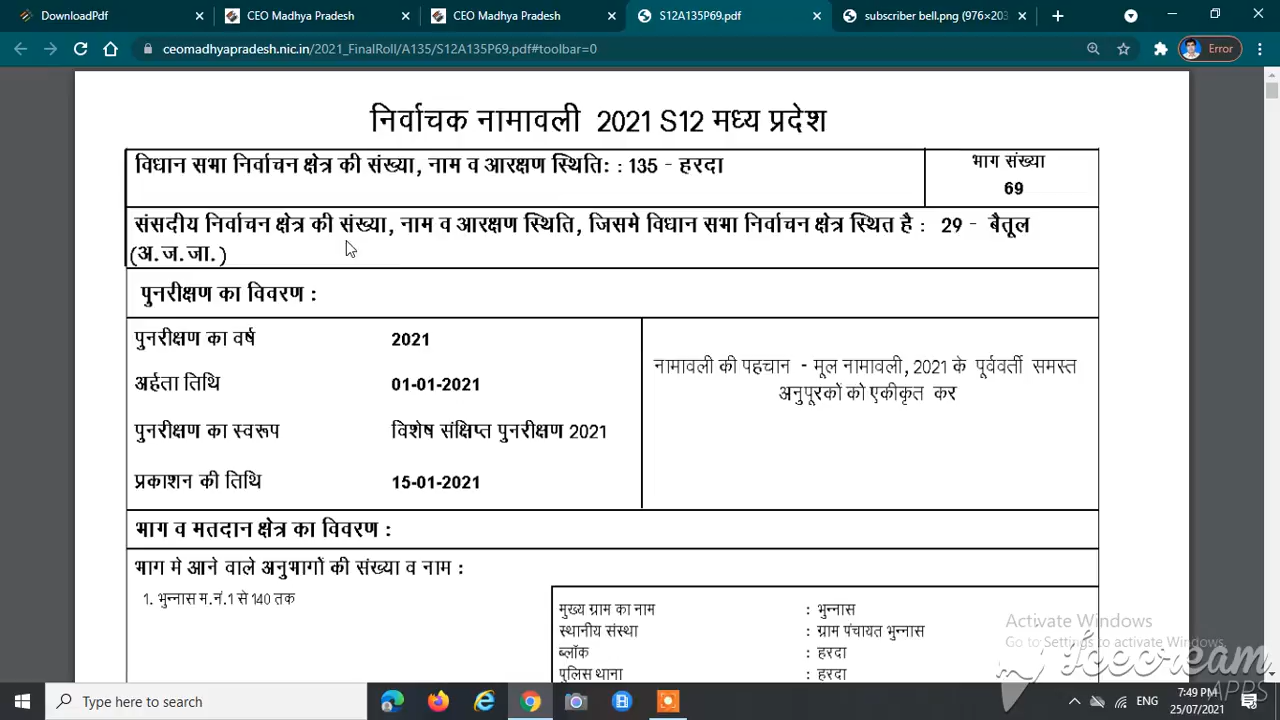 DownloadPdf
CEO Madhya Pradesh
CEO Madhya Pradesh
S12A135P69.pdf
subscriber bell.png (976×203
ceomadhyapradesh.nic.in/2021_FinalRoll/A135/S12A135P69.pdf#toolbar=0
Error
निर्वाचक नामावली 2021 S12 मध्य प्रदेश
विधान सभा निर्वाचन क्षेत्र की संख्या, नाम व आरक्षण स्थिति: : 135 - हरदा
भाग संख्या
69
संसदीय निर्वाचन क्षेत्र की संख्या, नाम व आरक्षण स्थिति, जिसमे विधान सभा निर्वाचन क्षेत्र स्थित है : 29 - बैतूल
(अ.ज.जा.)
पुनरीक्षण का विवरण :
पुनरीक्षण का वर्ष 2021
अर्हता तिथि 01-01-2021
पुनरीक्षण का स्वरूप विशेष संक्षिप्त पुनरीक्षण 2021
प्रकाशन की तिथि 15-01-2021
नामावली की पहचान - मूल नामावली, 2021 के पूर्ववर्ती समस्त
अनुपूरकों को एकीकृत कर
भाग व मतदान क्षेत्र का विवरण :
भाग मे आने वाले अनुभागों की संख्या व नाम :
1. भुन्नास म.नं.1 से 140 तक
मुख्य ग्राम का नाम : भुन्नास
स्थानीय संस्था : ग्राम पंचायत भुन्नास
ब्लॉक : हरदा
पुलिस थाना : हरदा
Activate Windows
Go to Settings to activate Windows.
Icecream
APPS
Type here to search
ENG
7:49 PM
25/07/2021